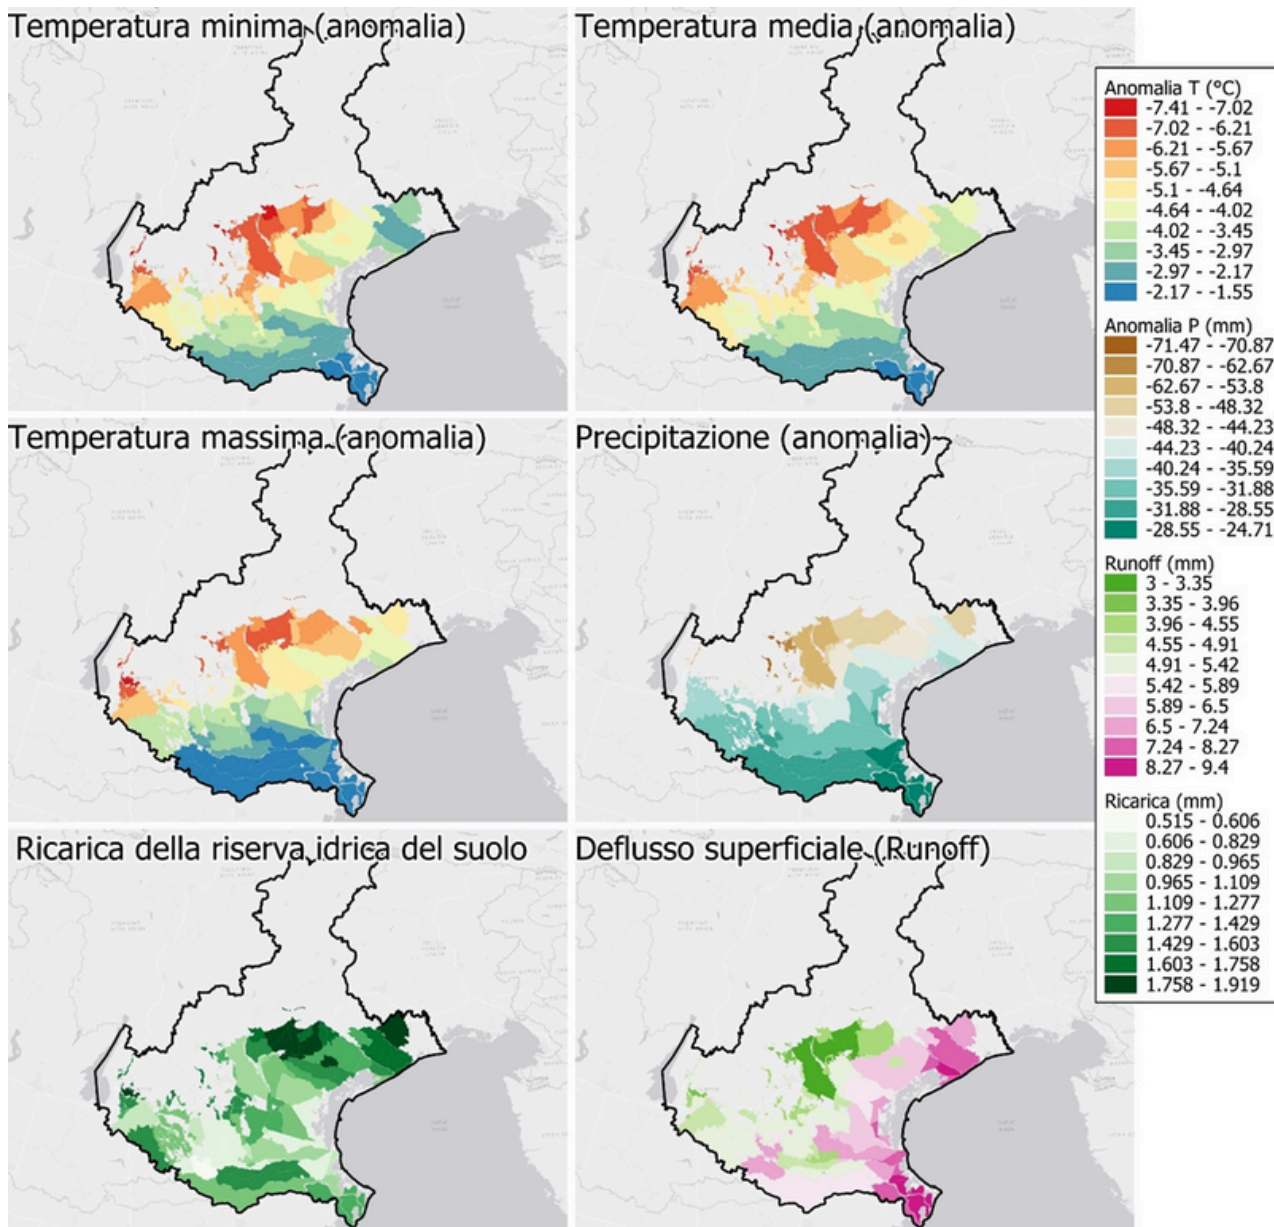 Temperatura minima (anomalia)
Temperatura media (anomalia)
Temperatura massima (anomalia)
Precipitazione (anomalia)
Ricarica della riserva idrica del suolo
Deflusso superficiale (Runoff)
Anomalia T (°C)
-7.41 - -7.02
-7.02 - -6.21
-6.21 - -5.67
-5.67 - -5.1
-5.1 - -4.64
-4.64 - -4.02
-4.02 - -3.45
-3.45 - -2.97
-2.97 - -2.17
-2.17 - -1.55
Anomalia P (mm)
-71.47 - -70.87
-70.87 - -62.67
-62.67 - -53.8
-53.8 - -48.32
-48.32 - -44.23
-44.23 - -40.24
-40.24 - -35.59
-35.59 - -31.88
-31.88 - -28.55
-28.55 - -24.71
Runoff (mm)
3 - 3.35
3.35 - 3.96
3.96 - 4.55
4.55 - 4.91
4.91 - 5.42
5.42 - 5.89
5.89 - 6.5
6.5 - 7.24
7.24 - 8.27
8.27 - 9.4
Ricarica (mm)
0.515 - 0.606
0.606 - 0.829
0.829 - 0.965
0.965 - 1.109
1.109 - 1.277
1.277 - 1.429
1.429 - 1.603
1.603 - 1.758
1.758 - 1.919